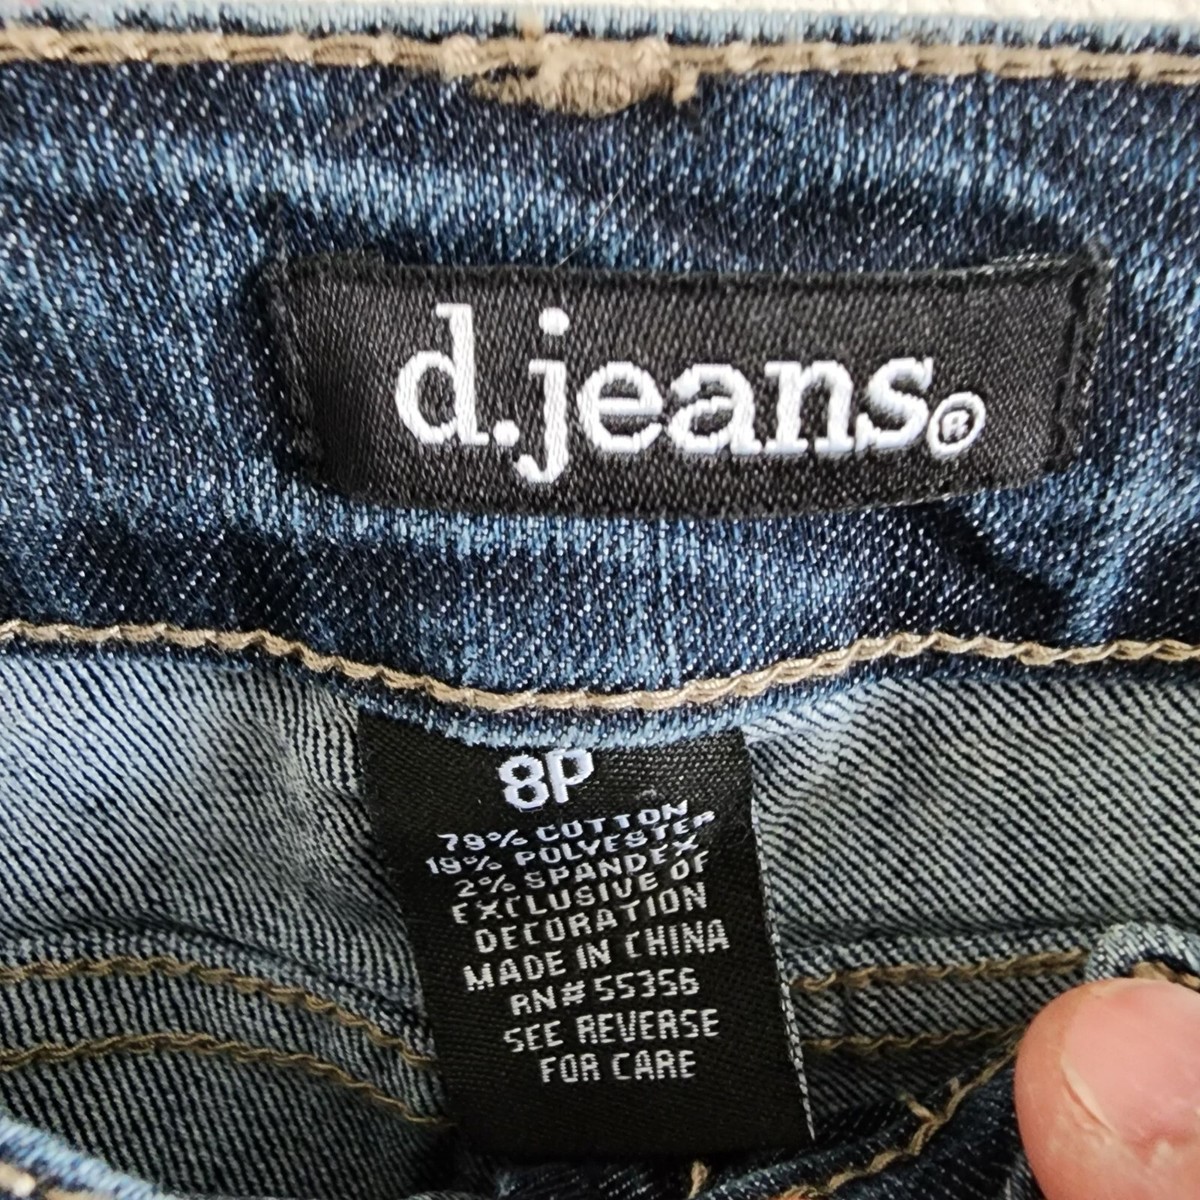 d.jeans®
8P
79% COTTON
19% POLYESTER
2% SPANDEX
EXCLUSIVE OF
DECORATION
MADE IN CHINA
RN# 55356
SEE REVERSE
FOR CARE